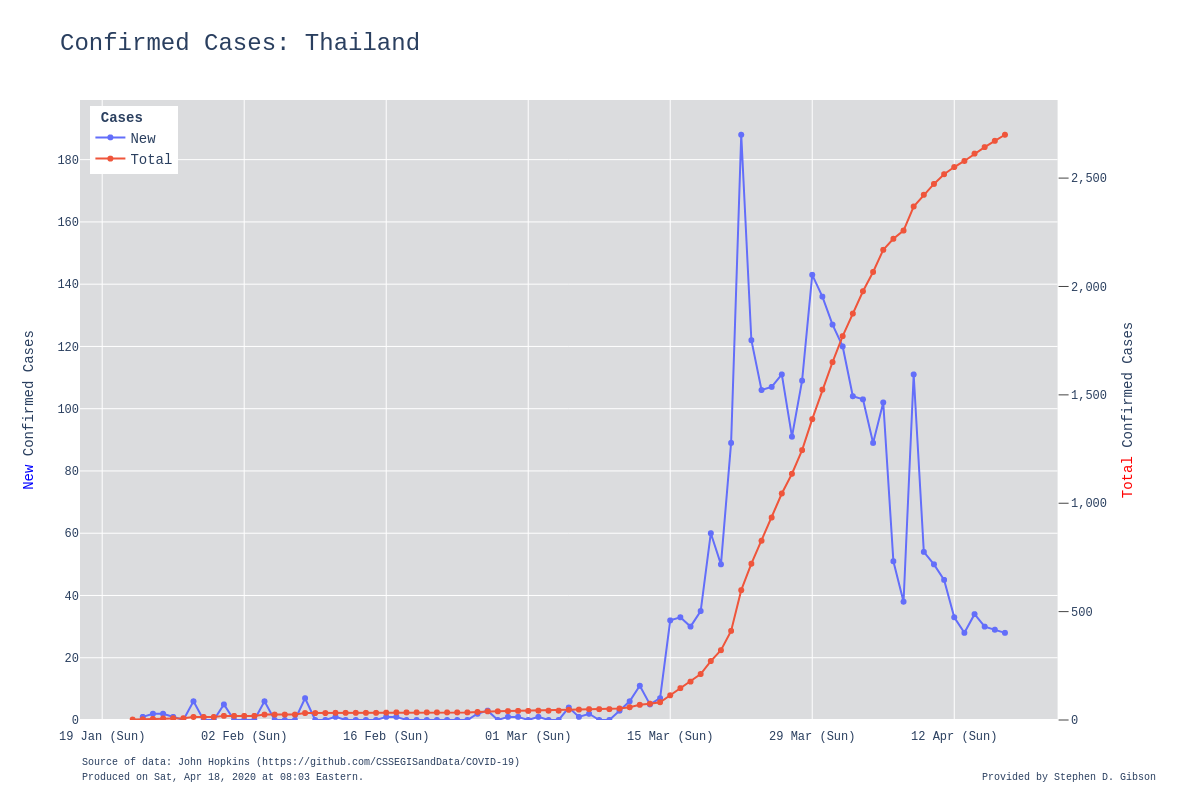 Confirmed Cases: Thailand
Cases
New
Total
180
160
140
120
100
80
60
40
20
0
2,500
2,000
1,500
1,000
500
0
New Confirmed Cases
Total Confirmed Cases
19 Jan (Sun) 02 Feb (Sun) 16 Feb (Sun) 01 Mar (Sun) 15 Mar (Sun) 29 Mar (Sun) 12 Apr (Sun)
Source of data: John Hopkins (https://github.com/CSSEGISandData/COVID-19)
Produced on Sat, Apr 18, 2020 at 08:03 Eastern.
Provided by Stephen D. Gibson